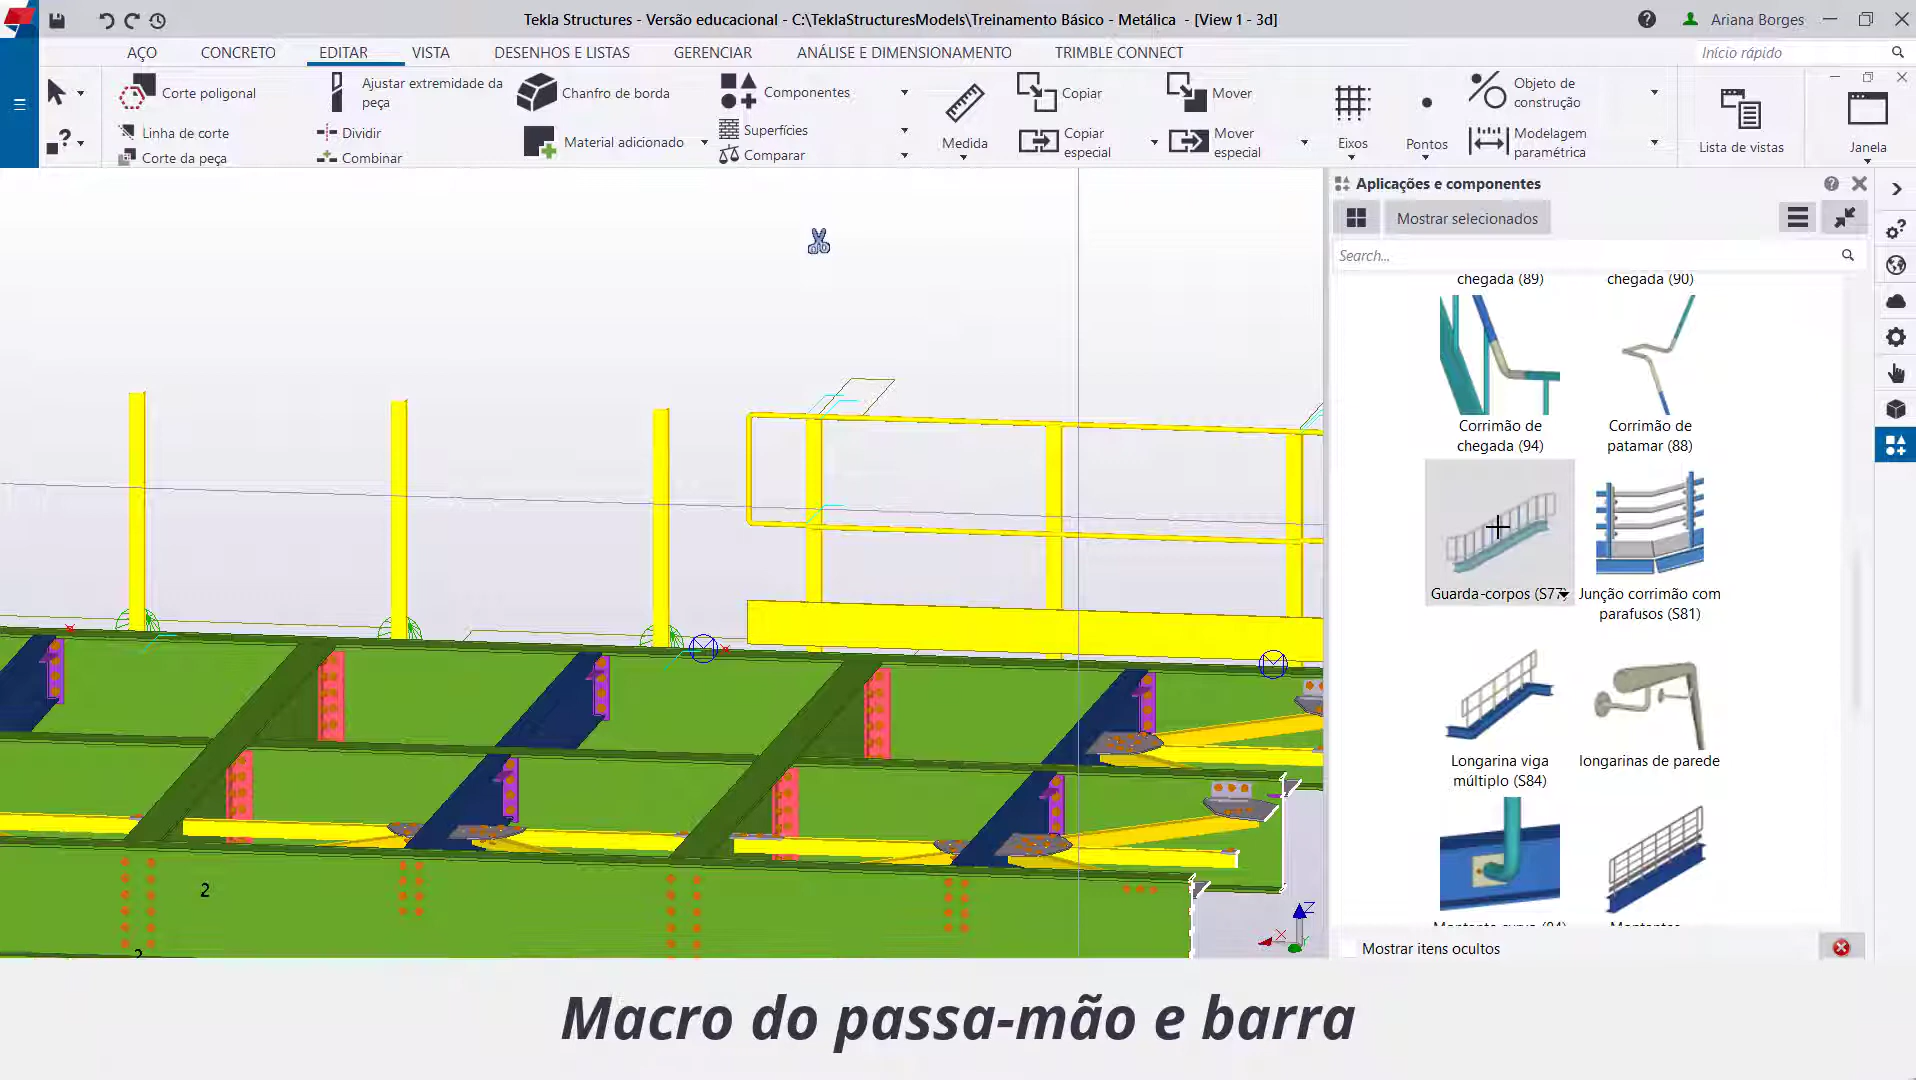 Tekla Structures - Versão educacional - C:\TeklaStructuresModels\Treinamento Básico - Metálica - [View 1 - 3d]
Ariana Borges
AÇO CONCRETO EDITAR VISTA DESENHOS E LISTAS GERENCIAR ANÁLISE E DIMENSIONAMENTO TRIMBLE CONNECT
Início rápido
Corte poligonal
Linha de corte
Corte da peça
Ajustar extremidade da
peça
Dividir
Combinar
Chanfro de borda
Material adicionado
Componentes
Superfícies
Comparar
Medida
Copiar
Copiar
especial
Mover
Mover
especial
Eixos
Pontos
Objeto de
construção
Modelagem
paramétrica
Lista de vistas
Janela
Aplicações e componentes
Mostrar selecionados
Search...
chegada (89)
chegada (90)
Corrimão de
chegada (94)
Corrimão de
patamar (88)
Guarda-corpos (S77
Junção corrimão com
parafusos (S81)
Longarina viga
múltiplo (S84)
longarinas de parede
Mostrar itens ocultos
2
2
Z
X
Macro do passa-mão e barra